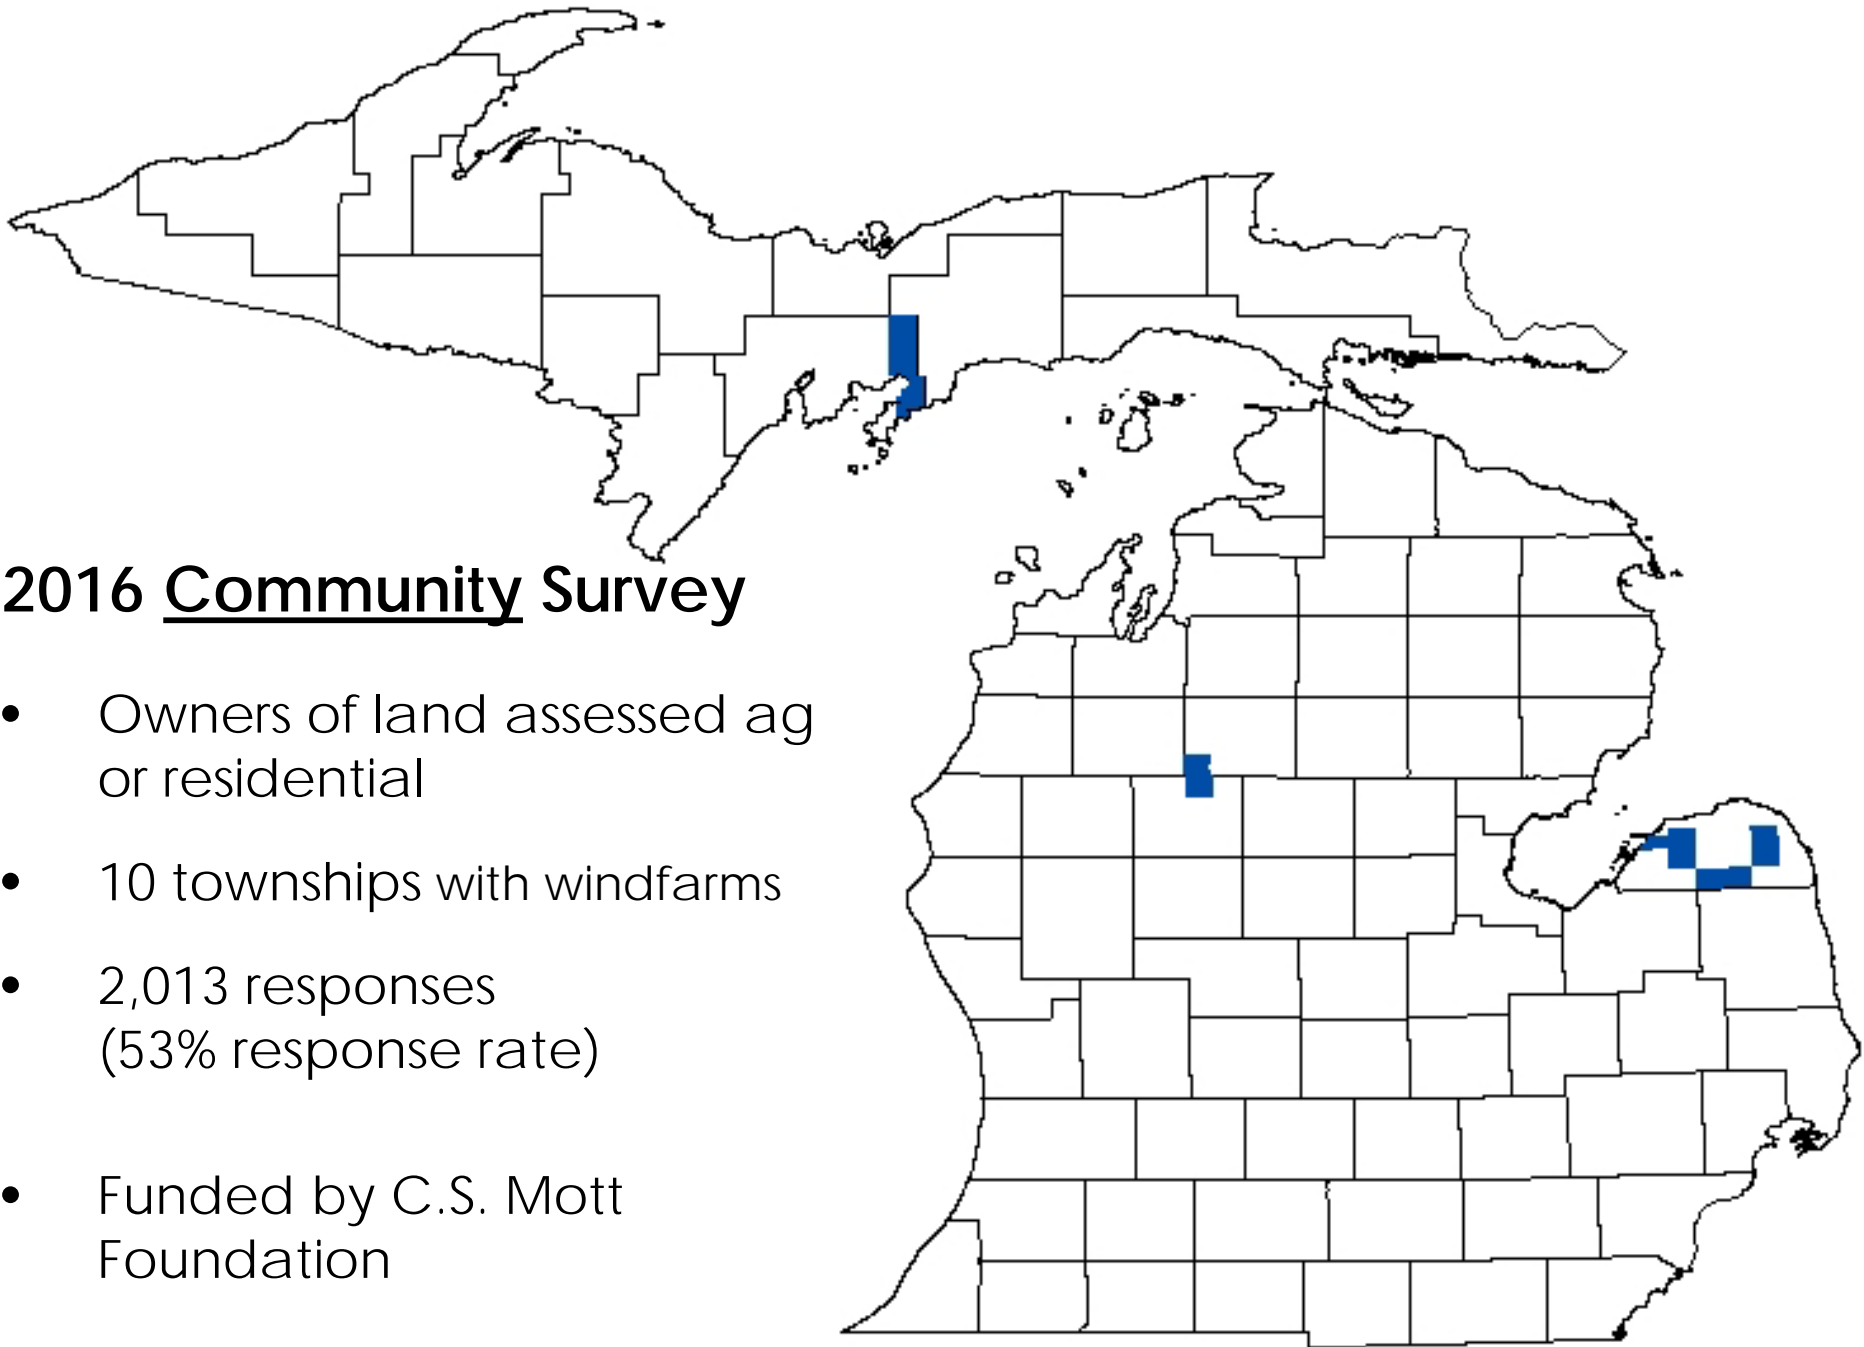 2016 Community Survey
• Owners of land assessed ag
or residential
• 10 townships with windfarms
• 2,013 responses
(53% response rate)
• Funded by C.S. Mott
Foundation